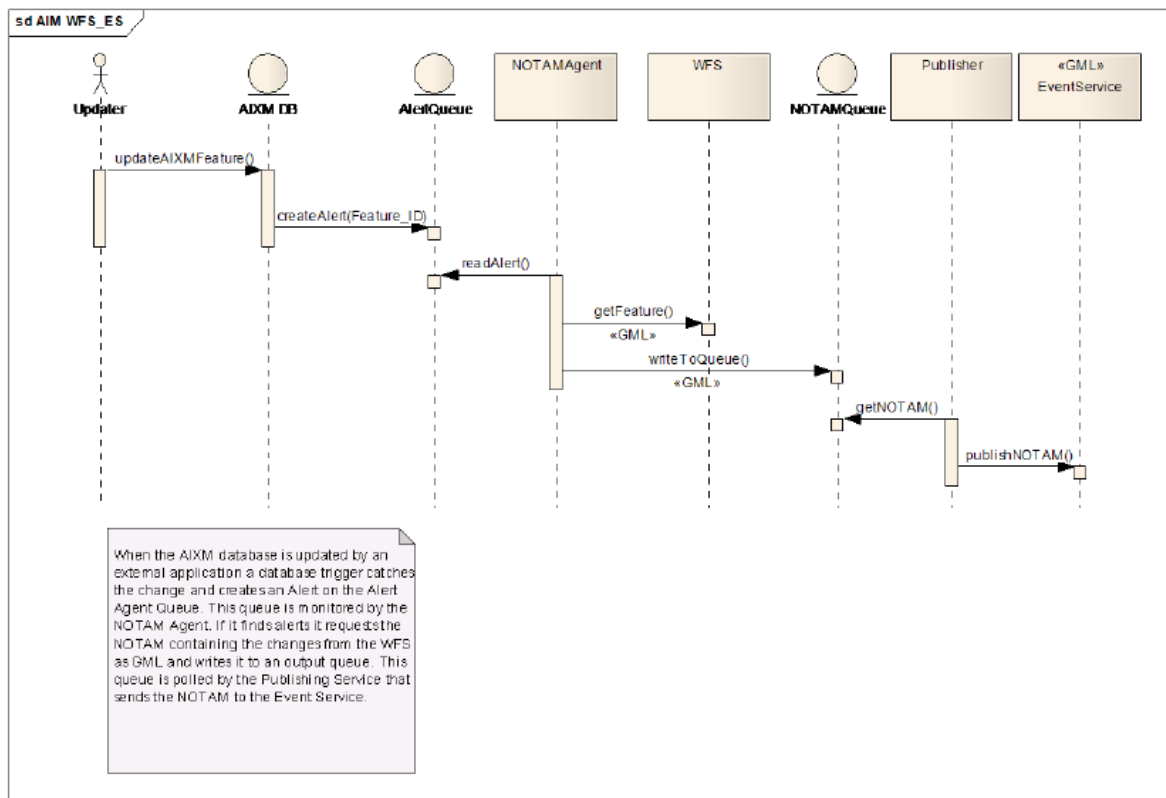 sd AIM WFS_ES
Updater
AIXM DB
AlertQueue
NOTAMAgent
WFS
NOTAMQueue
Publisher
«GML»
EventService
updateAIXMFeature()
createAlert(Feature_ID)
readAlert()
getFeature()
«GML»
writeToQueue()
«GML»
getNOTAM()
publishNOTAM()
When the AIXM database is updated by an
external application a database trigger catches
the change and creates an Alert on the Alert
Agent Queue. This queue is monitored by the
NOTAM Agent. If it finds alerts it requests the
NOTAM containing the changes from the WFS
as GML and writes it to an output queue. This
queue is polled by the Publishing Service that
sends the NOTAM to the Event Service.